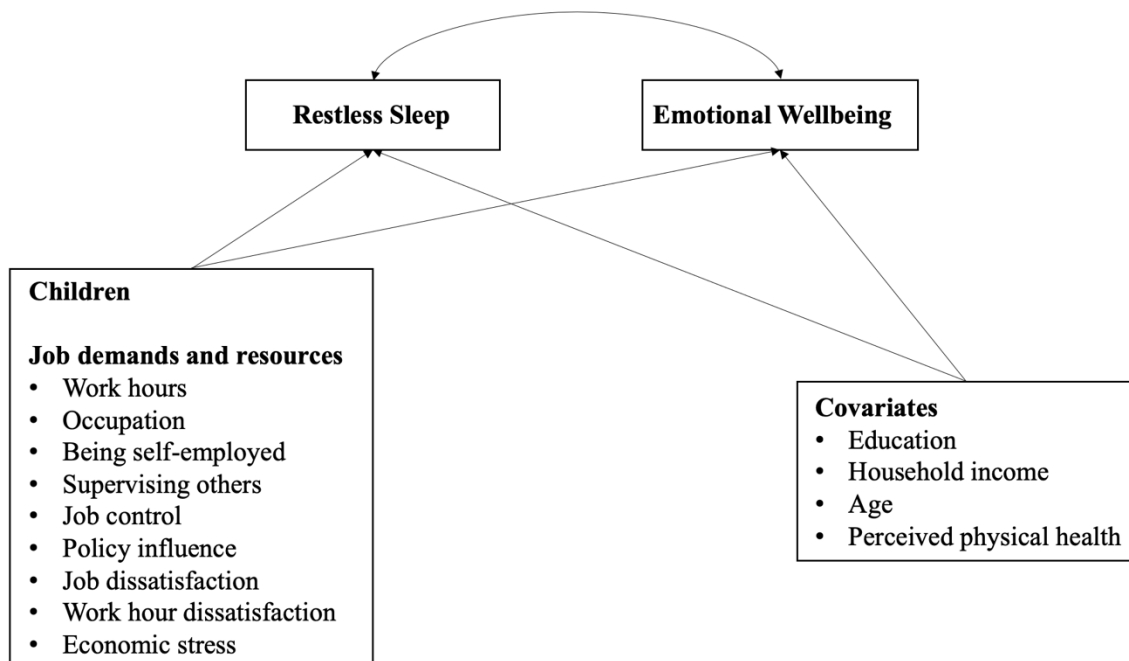 Restless Sleep
Emotional Wellbeing
Children
Job demands and resources
• Work hours
• Occupation
• Being self-employed
• Supervising others
• Job control
• Policy influence
• Job dissatisfaction
• Work hour dissatisfaction
• Economic stress
Covariates
• Education
• Household income
• Age
• Perceived physical health